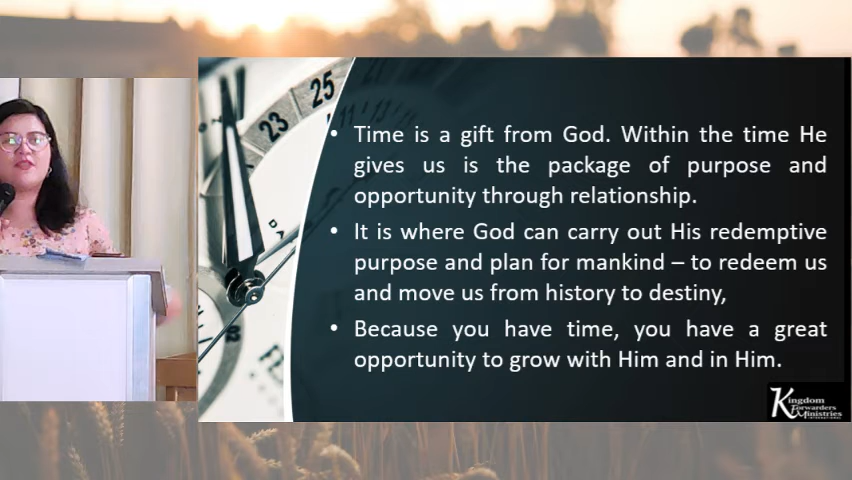 25
23
• Time is a gift from God. Within the time He
gives us is the package of purpose and
opportunity through relationship.
• It is where God can carry out His redemptive
purpose and plan for mankind – to redeem us
and move us from history to destiny,
• Because you have time, you have a great
opportunity to grow with Him and in Him.
Kingdom
Forwarders
Ministries
INTERNATIONAL